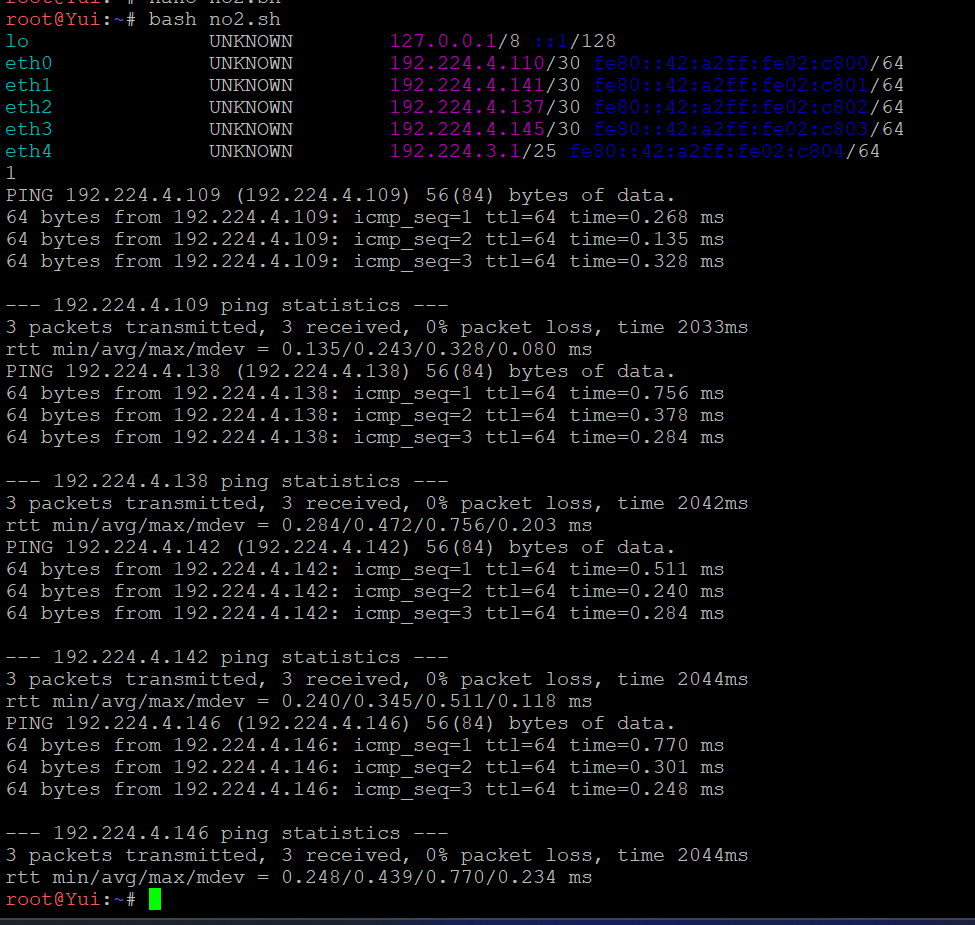 root@Yui:~# nano no2.sh
root@Yui:~# bash no2.sh
lo UNKNOWN 127.0.0.1/8 ::1/128
eth0 UNKNOWN 192.224.4.110/30 fe80::42:a2ff:fe02:c800/64
eth1 UNKNOWN 192.224.4.141/30 fe80::42:a2ff:fe02:c801/64
eth2 UNKNOWN 192.224.4.137/30 fe80::42:a2ff:fe02:c802/64
eth3 UNKNOWN 192.224.4.145/30 fe80::42:a2ff:fe02:c803/64
eth4 UNKNOWN 192.224.3.1/25 fe80::42:a2ff:fe02:c804/64
1
PING 192.224.4.109 (192.224.4.109) 56(84) bytes of data.
64 bytes from 192.224.4.109: icmp_seq=1 ttl=64 time=0.268 ms
64 bytes from 192.224.4.109: icmp_seq=2 ttl=64 time=0.135 ms
64 bytes from 192.224.4.109: icmp_seq=3 ttl=64 time=0.328 ms

--- 192.224.4.109 ping statistics ---
3 packets transmitted, 3 received, 0% packet loss, time 2033ms
rtt min/avg/max/mdev = 0.135/0.243/0.328/0.080 ms
PING 192.224.4.138 (192.224.4.138) 56(84) bytes of data.
64 bytes from 192.224.4.138: icmp_seq=1 ttl=64 time=0.756 ms
64 bytes from 192.224.4.138: icmp_seq=2 ttl=64 time=0.378 ms
64 bytes from 192.224.4.138: icmp_seq=3 ttl=64 time=0.284 ms

--- 192.224.4.138 ping statistics ---
3 packets transmitted, 3 received, 0% packet loss, time 2042ms
rtt min/avg/max/mdev = 0.284/0.472/0.756/0.203 ms
PING 192.224.4.142 (192.224.4.142) 56(84) bytes of data.
64 bytes from 192.224.4.142: icmp_seq=1 ttl=64 time=0.511 ms
64 bytes from 192.224.4.142: icmp_seq=2 ttl=64 time=0.240 ms
64 bytes from 192.224.4.142: icmp_seq=3 ttl=64 time=0.284 ms

--- 192.224.4.142 ping statistics ---
3 packets transmitted, 3 received, 0% packet loss, time 2044ms
rtt min/avg/max/mdev = 0.240/0.345/0.511/0.118 ms
PING 192.224.4.146 (192.224.4.146) 56(84) bytes of data.
64 bytes from 192.224.4.146: icmp_seq=1 ttl=64 time=0.770 ms
64 bytes from 192.224.4.146: icmp_seq=2 ttl=64 time=0.301 ms
64 bytes from 192.224.4.146: icmp_seq=3 ttl=64 time=0.248 ms

--- 192.224.4.146 ping statistics ---
3 packets transmitted, 3 received, 0% packet loss, time 2044ms
rtt min/avg/max/mdev = 0.248/0.439/0.770/0.234 ms
root@Yui:~#